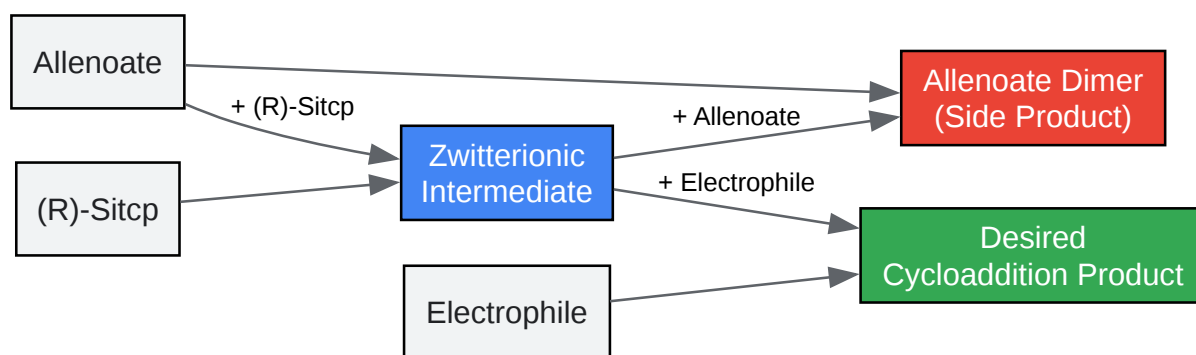 Allenoate
+ (R)-Sitcp
(R)-Sitcp
Zwitterionic
Intermediate
+ Allenoate
+ Electrophile
Allenoate Dimer
(Side Product)
Electrophile
Desired
Cycloaddition Product